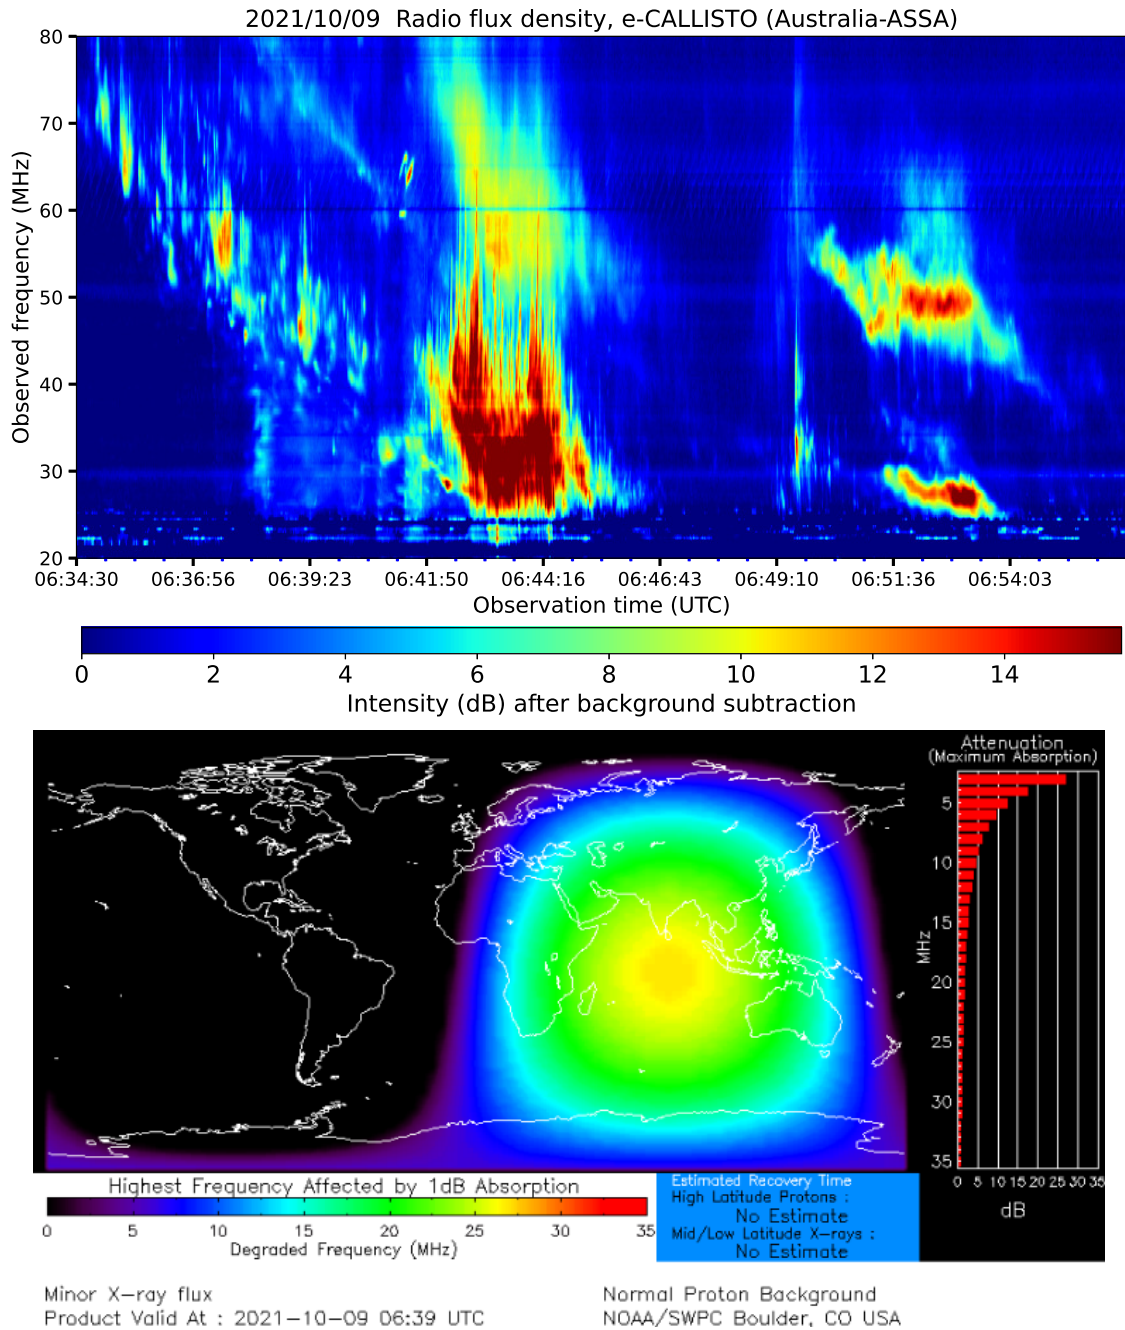 2021/10/09 Radio flux density, e-CALLISTO (Australia-ASSA)
80
70
60
50
40
30
20
Observed frequency (MHz)
06:34:30 06:36:56 06:39:23 06:41:50 06:44:16 06:46:43 06:49:10 06:51:36 06:54:03
Observation time (UTC)
0 2 4 6 8 10 12 14
Intensity (dB) after background subtraction
Attenuation
(Maximum Absorption)
5
10
15
20
25
30
35
MHz
0 5 10 15 20 25 30 35
dB
Highest Frequency Affected by 1dB Absorption
0 5 10 15 20 25 30 35
Degraded Frequency (MHz)
Estimated Recovery Time
High Latitude Protons :
No Estimate
Mid/Low Latitude X-rays :
No Estimate
Minor X-ray flux
Product Valid At : 2021-10-09 06:39 UTC
Normal Proton Background
NOAA/SWPC Boulder, CO USA